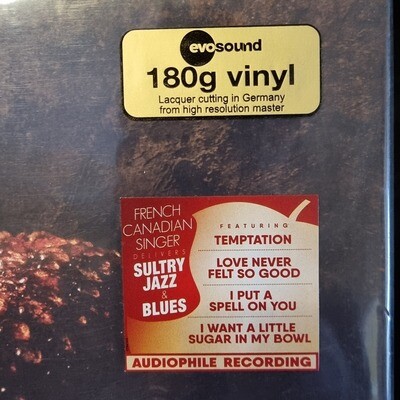 evosound
180g vinyl
Lacquer cutting in Germany
from high resolution master
FRENCH
CANADIAN
SINGER
DELIVERS
SULTRY
JAZZ
&
BLUES
FEATURING
TEMPTATION
LOVE NEVER
FELT SO GOOD
I PUT A
SPELL ON YOU
I WANT A LITTLE
SUGAR IN MY BOWL
AUDIOPHILE RECORDING